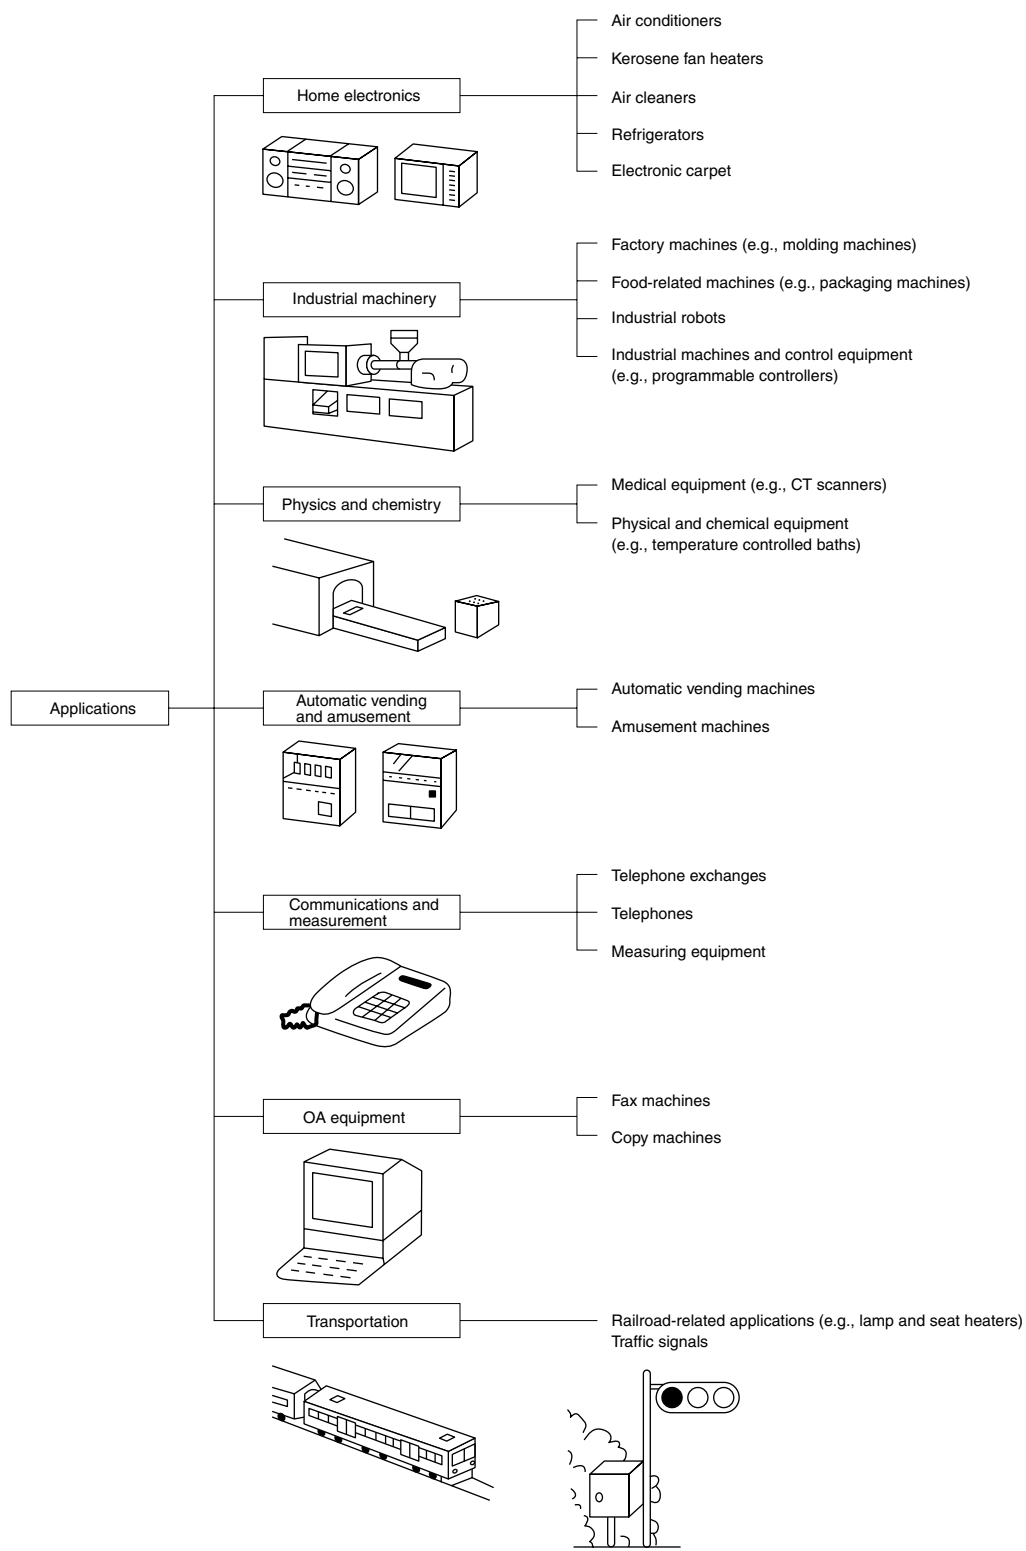 Applications
Home electronics
Air conditioners
Kerosene fan heaters
Air cleaners
Refrigerators
Electronic carpet
Industrial machinery
Factory machines (e.g., molding machines)
Food-related machines (e.g., packaging machines)
Industrial robots
Industrial machines and control equipment
(e.g., programmable controllers)
Physics and chemistry
Medical equipment (e.g., CT scanners)
Physical and chemical equipment
(e.g., temperature controlled baths)
Automatic vending
and amusement
Automatic vending machines
Amusement machines
Communications and
measurement
Telephone exchanges
Telephones
Measuring equipment
OA equipment
Fax machines
Copy machines
Transportation
Railroad-related applications (e.g., lamp and seat heaters)
Traffic signals